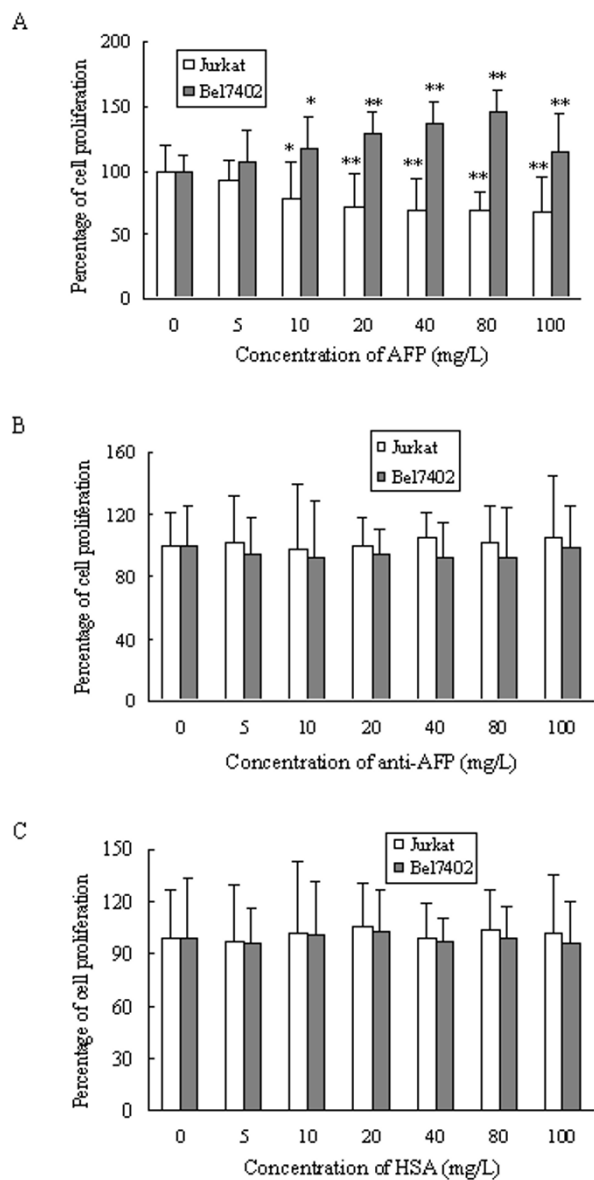 A
Percentage of cell proliferation
200
150
100
50
0
Jurkat
Bel7402
* * ** ** ** ** ** ** ** **
0 5 10 20 40 80 100
Concentration of AFP (mg/L)
B
Percentage of cell proliferation
160
120
80
40
0
Jurkat
Bel7402
0 5 10 20 40 80 100
Concentration of anti-AFP (mg/L)
C
Percentage of cell proliferation
150
120
90
60
30
0
Jurkat
Bel7402
0 5 10 20 40 80 100
Concentration of HSA (mg/L)